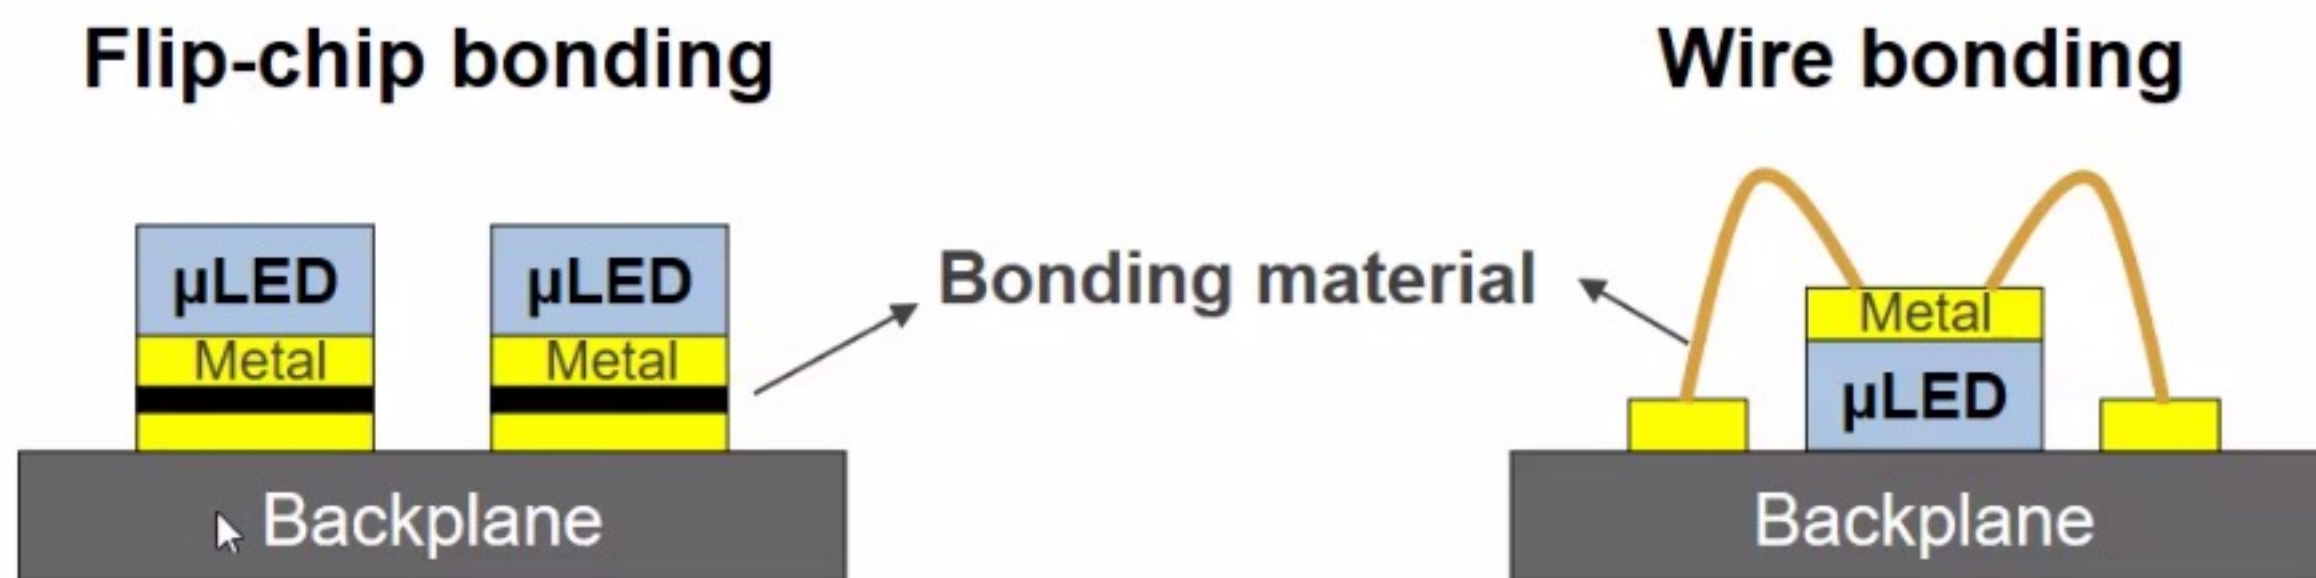 Flip-chip bonding
Wire bonding
µLED
µLED
Bonding material
Metal
Metal
Metal
µLED
Backplane
Backplane